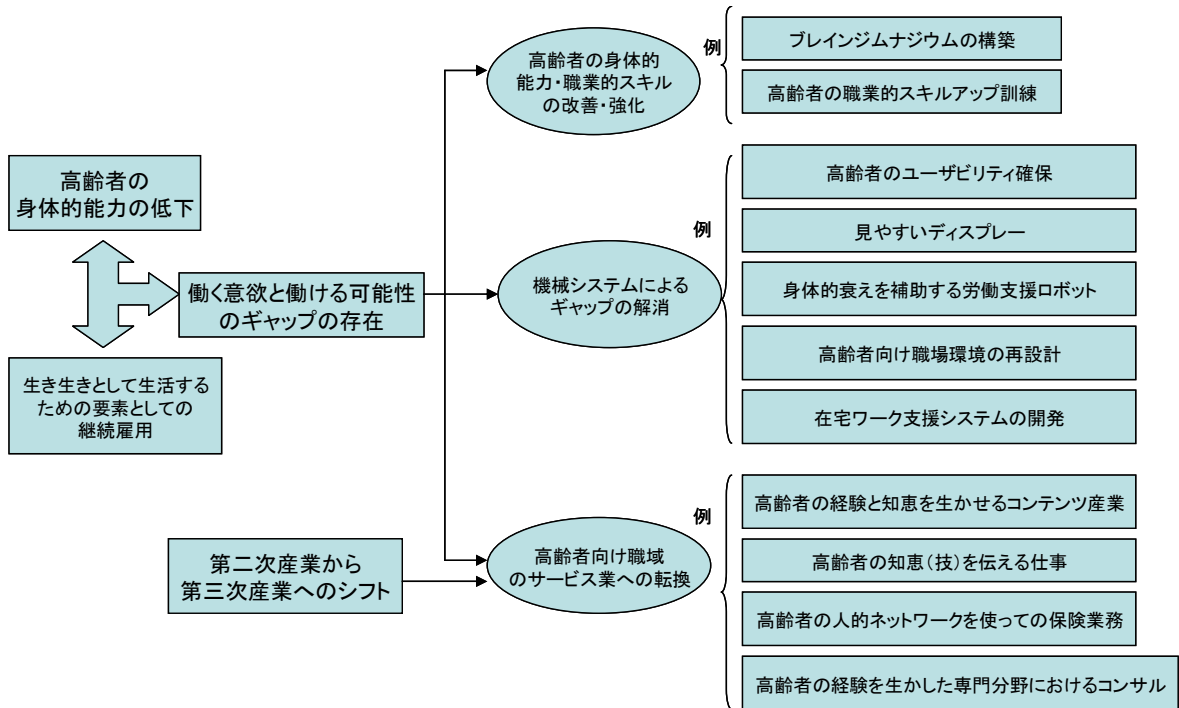 高齢者の
身体的能力の低下
生き生きとして生活する
ための要素としての
継続雇用
働く意欲と働ける可能性
のギャップの存在
第二次産業から
第三次産業へのシフト
高齢者の身体的
能力・職業的スキル
の改善・強化
例
ブレインジムナジウムの構築
高齢者の職業的スキルアップ訓練
機械システムによる
ギャップの解消
例
高齢者のユーザビリティ確保
見やすいディスプレー
身体的衰えを補助する労働支援ロボット
高齢者向け職場環境の再設計
在宅ワーク支援システムの開発
高齢者向け職域
のサービス業への転換
例
高齢者の経験と知恵を生かせるコンテンツ産業
高齢者の知恵(技)を伝える仕事
高齢者の人的ネットワークを使っての保険業務
高齢者の経験を生かした専門分野におけるコンサル